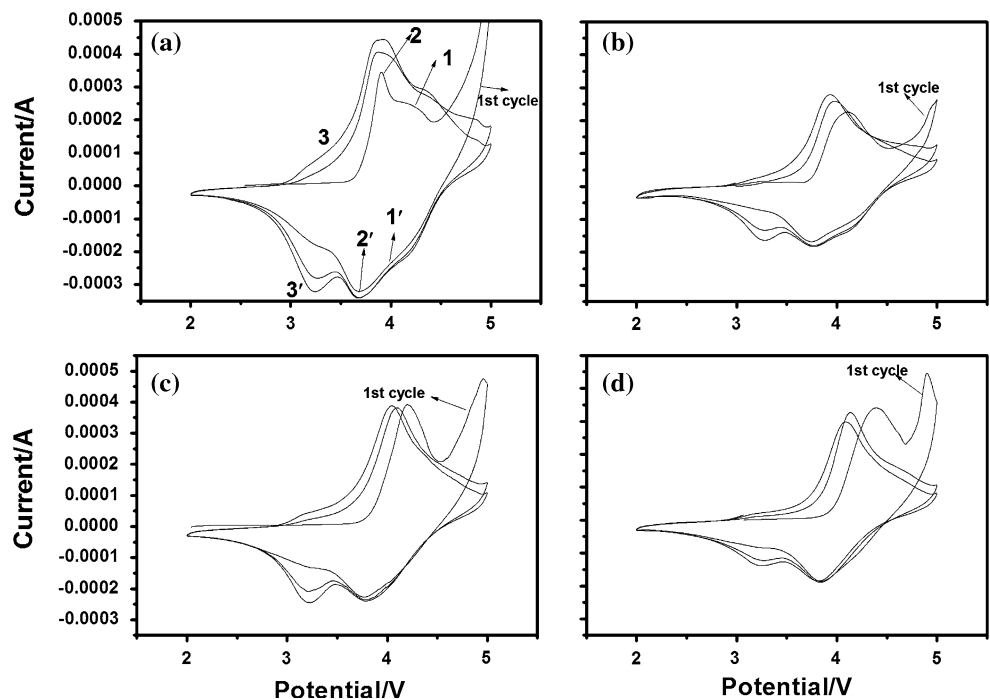 (a)
0.0005
0.0004
0.0003
0.0002
0.0001
0.0000
-0.0001
-0.0002
-0.0003
Current/A
2
1
1st cycle
3
1′
2′
3′
2 3 4 5
(b)
1st cycle
2 3 4 5
(c)
0.0005
0.0004
0.0003
0.0002
0.0001
0.0000
-0.0001
-0.0002
-0.0003
Current/A
1st cycle
2 3 4 5
Potential/V
(d)
1st cycle
2 3 4 5
Potential/V